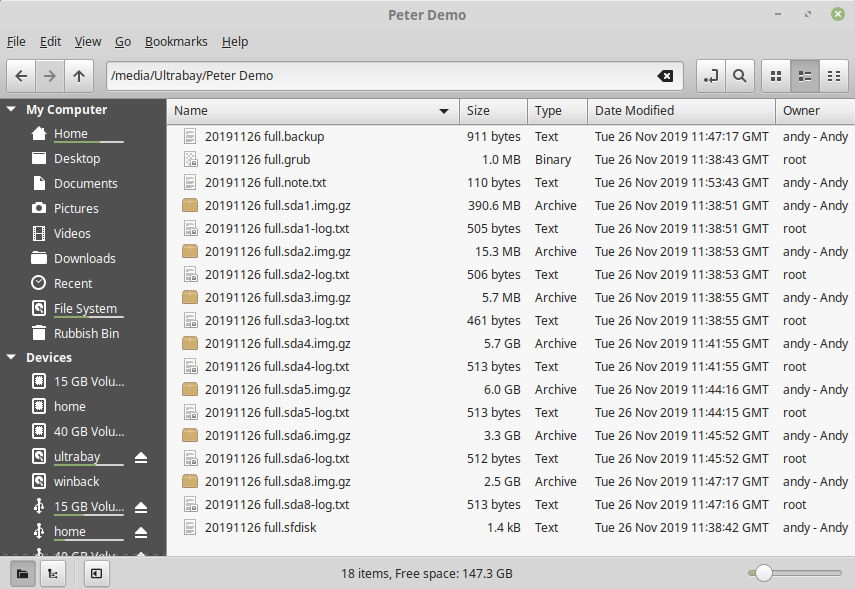 Peter Demo
File Edit View Go Bookmarks Help
/media/Ultrabay/Peter Demo
My Computer
Home
Desktop
Documents
Pictures
Videos
Downloads
Recent
File System
Rubbish Bin
Devices
15 GB Volu...
home
40 GB Volu...
ultrabay
winback
15 GB Volu...
home
40 GB Volu...
Name Size Type Date Modified Owner
20191126 full.backup 911 bytes Text Tue 26 Nov 2019 11:47:17 GMT andy - Andy
20191126 full.grub 1.0 MB Binary Tue 26 Nov 2019 11:38:43 GMT root
20191126 full.note.txt 110 bytes Text Tue 26 Nov 2019 11:53:43 GMT andy - Andy
20191126 full.sda1.img.gz 390.6 MB Archive Tue 26 Nov 2019 11:38:51 GMT andy - Andy
20191126 full.sda1-log.txt 505 bytes Text Tue 26 Nov 2019 11:38:51 GMT root
20191126 full.sda2.img.gz 15.3 MB Archive Tue 26 Nov 2019 11:38:53 GMT andy - Andy
20191126 full.sda2-log.txt 506 bytes Text Tue 26 Nov 2019 11:38:53 GMT root
20191126 full.sda3.img.gz 5.7 MB Archive Tue 26 Nov 2019 11:38:55 GMT andy - Andy
20191126 full.sda3-log.txt 461 bytes Text Tue 26 Nov 2019 11:38:55 GMT root
20191126 full.sda4.img.gz 5.7 GB Archive Tue 26 Nov 2019 11:41:55 GMT andy - Andy
20191126 full.sda4-log.txt 513 bytes Text Tue 26 Nov 2019 11:41:55 GMT root
20191126 full.sda5.img.gz 6.0 GB Archive Tue 26 Nov 2019 11:44:16 GMT andy - Andy
20191126 full.sda5-log.txt 513 bytes Text Tue 26 Nov 2019 11:44:15 GMT root
20191126 full.sda6.img.gz 3.3 GB Archive Tue 26 Nov 2019 11:45:52 GMT andy - Andy
20191126 full.sda6-log.txt 512 bytes Text Tue 26 Nov 2019 11:45:52 GMT root
20191126 full.sda8.img.gz 2.5 GB Archive Tue 26 Nov 2019 11:47:17 GMT andy - Andy
20191126 full.sda8-log.txt 513 bytes Text Tue 26 Nov 2019 11:47:16 GMT root
20191126 full.sfdisk 1.4 kB Text Tue 26 Nov 2019 11:38:42 GMT andy - Andy
18 items, Free space: 147.3 GB